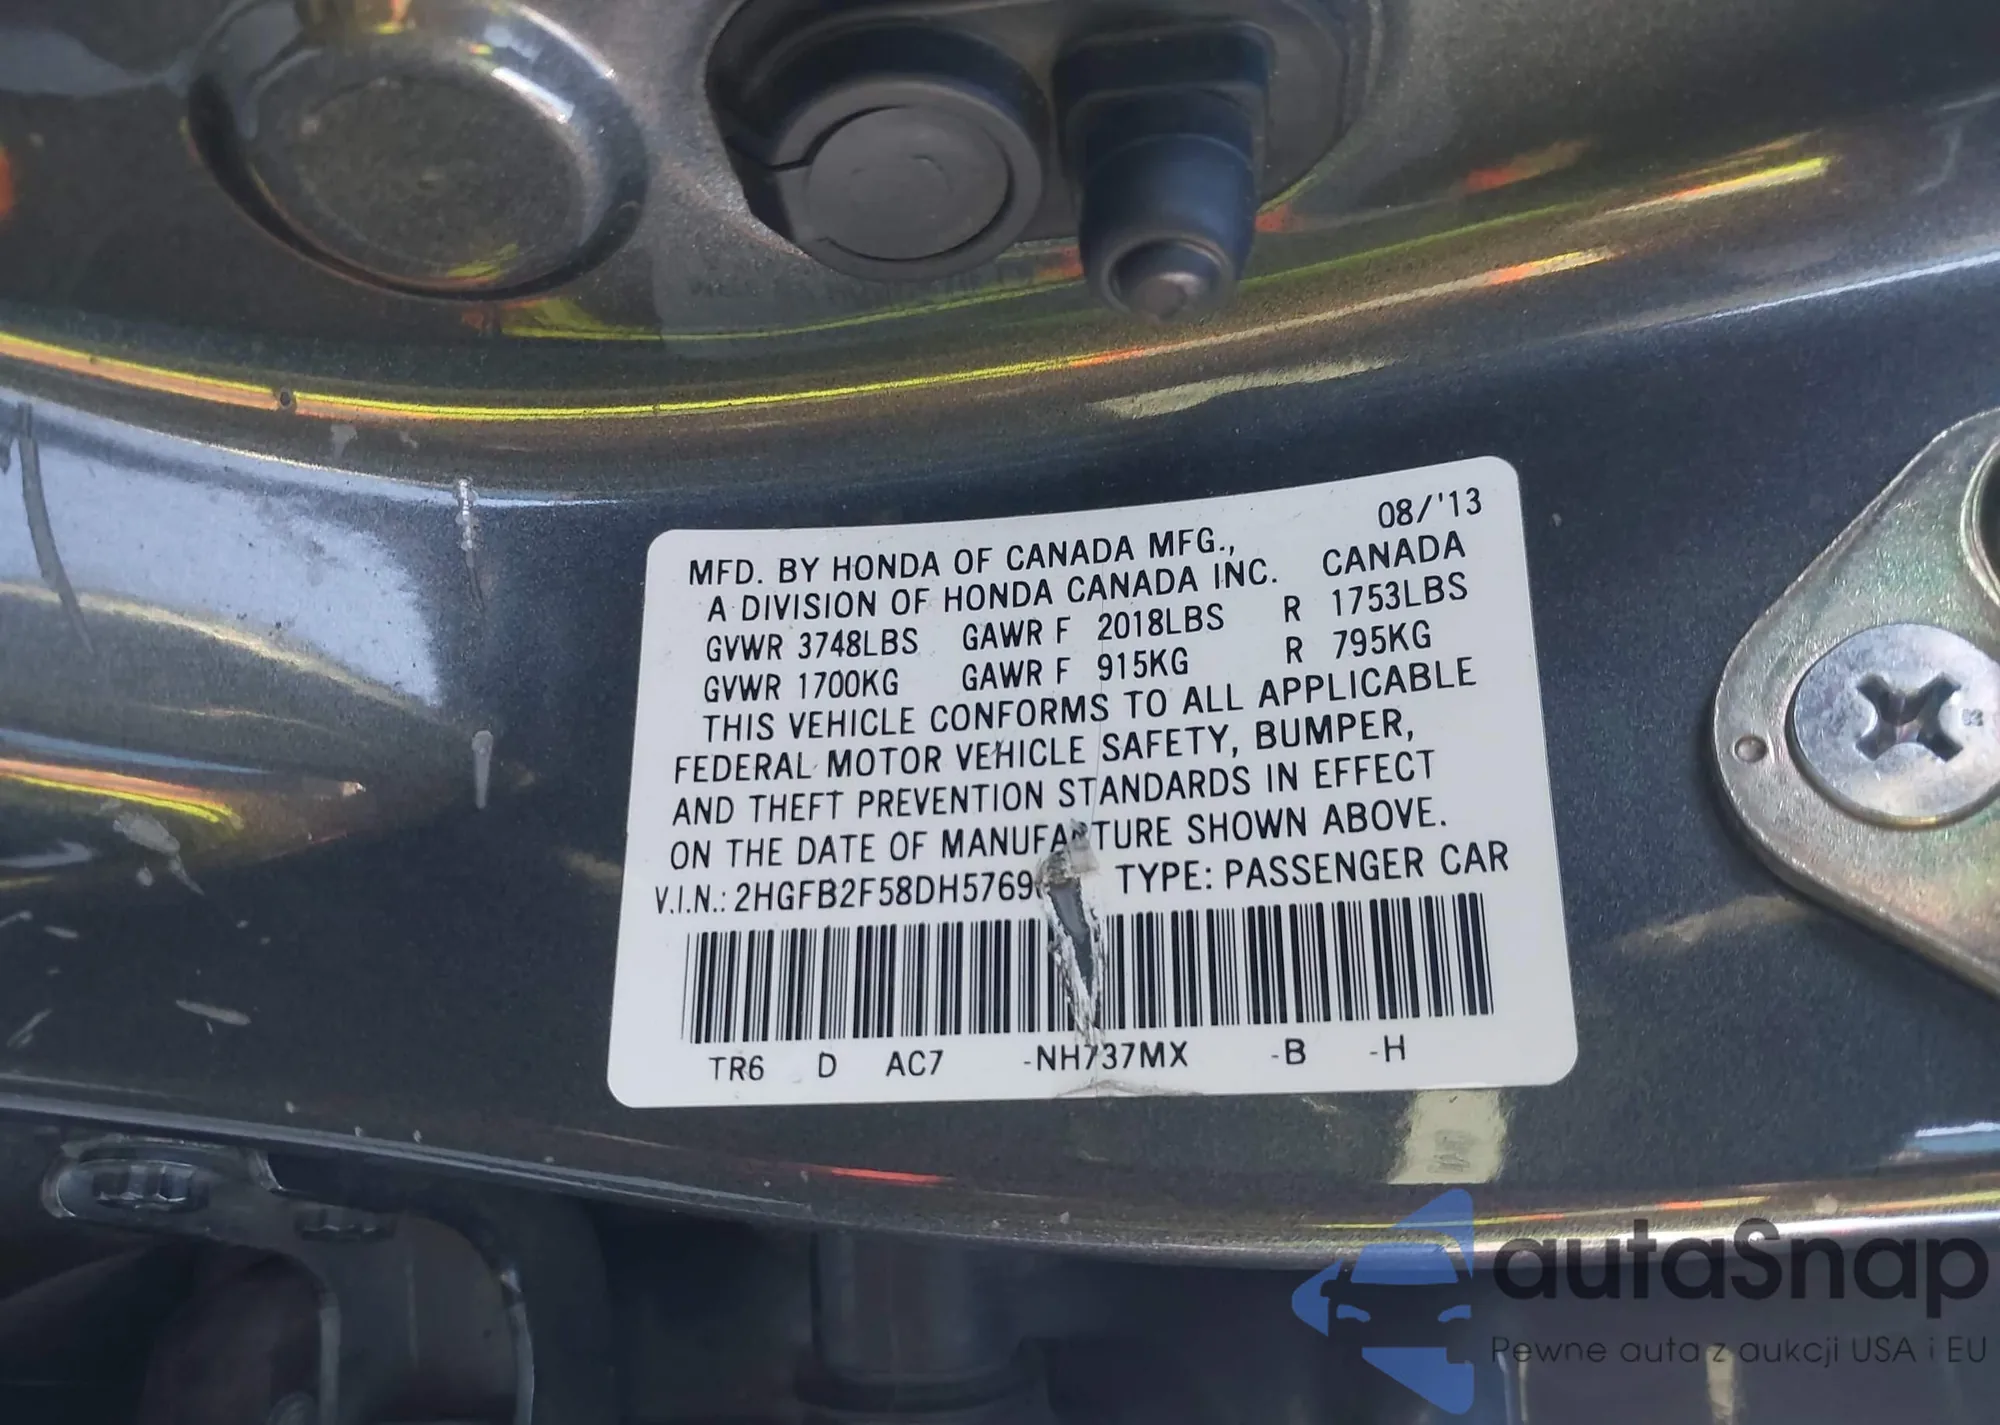 08/'13
MFD. BY HONDA OF CANADA MFG.,
A DIVISION OF HONDA CANADA INC. CANADA
GVWR 3748LBS GAWR F 2018LBS R 1753LBS
GVWR 1700KG GAWR F 915KG R 795KG
THIS VEHICLE CONFORMS TO ALL APPLICABLE
FEDERAL MOTOR VEHICLE SAFETY, BUMPER,
AND THEFT PREVENTION STANDARDS IN EFFECT
ON THE DATE OF MANUFACTURE SHOWN ABOVE.
V.I.N.: TYPE: PASSENGER CAR
TR6 D AC7 -NH737MX -B -H
autaSnap
Pewne auta z aukcji USA i EU